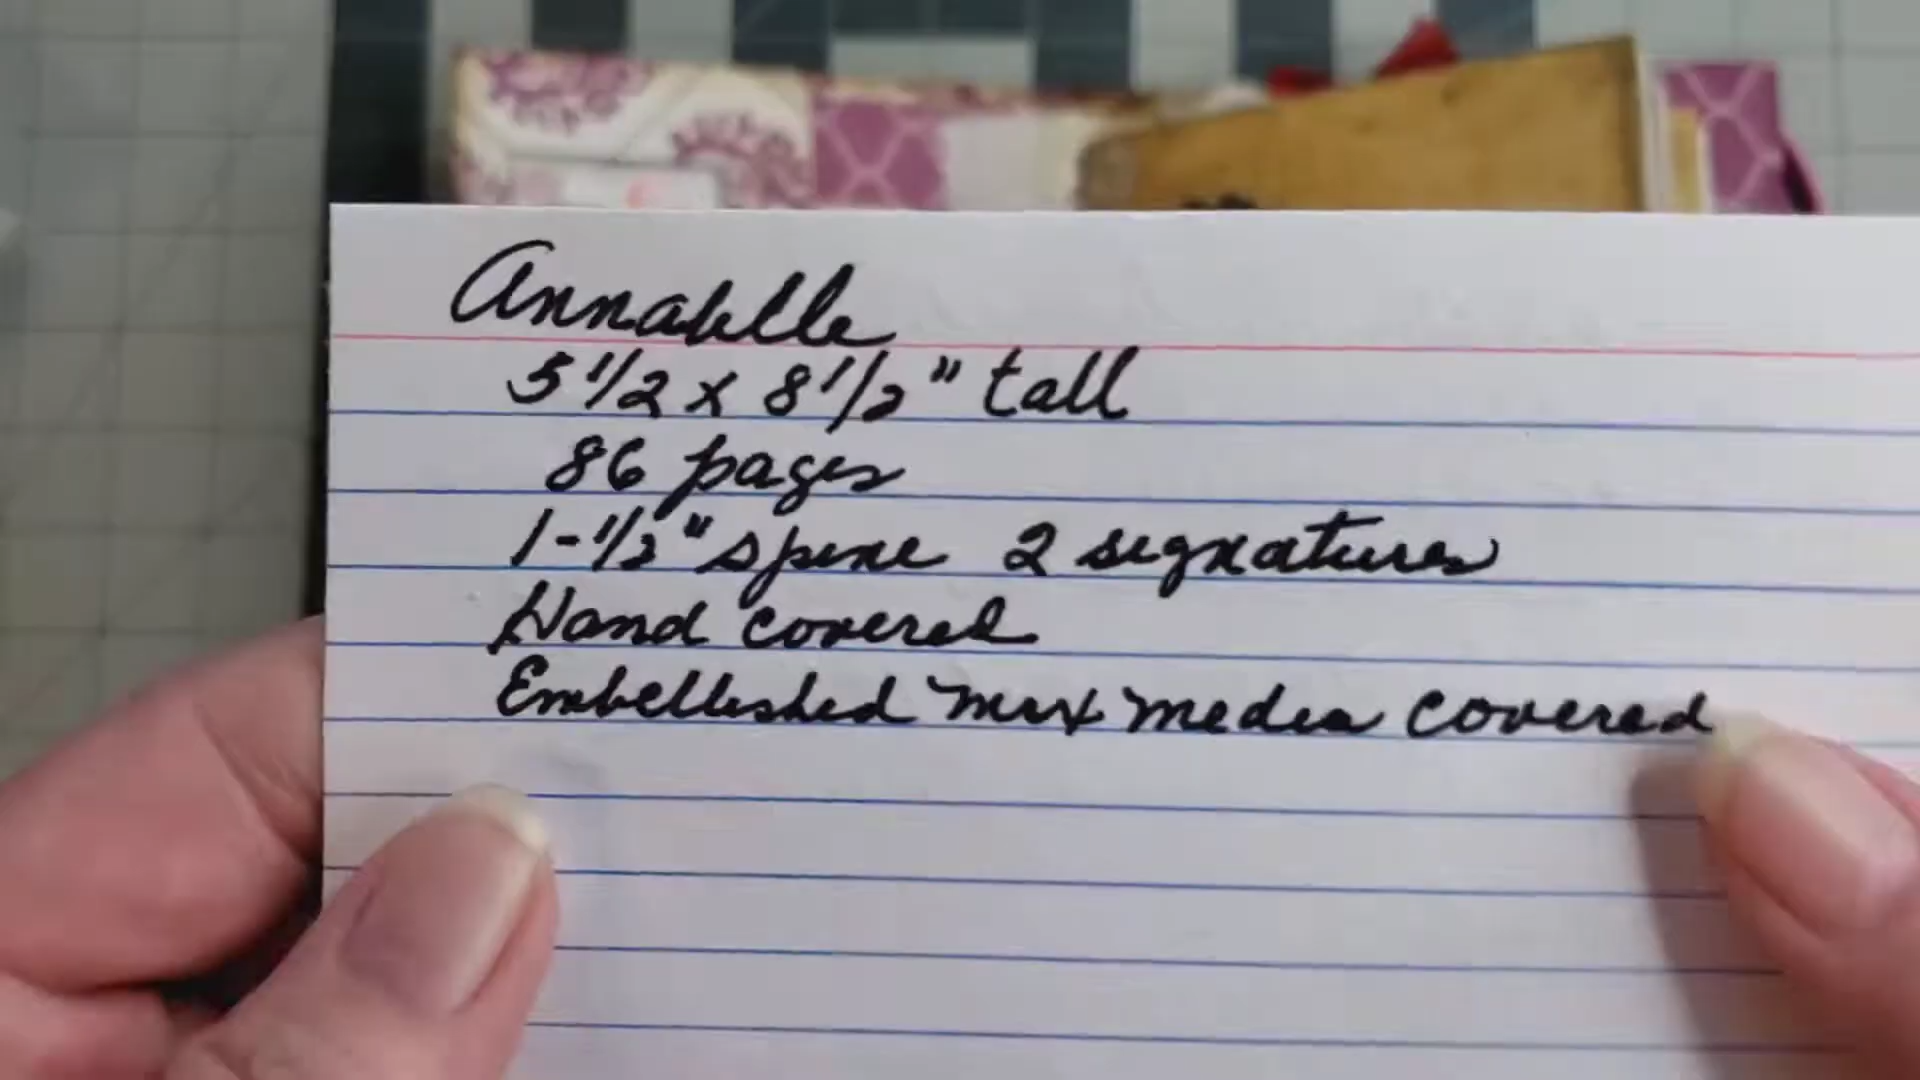 Annabelle
5 1/2 x 8 1/2" tall
86 pages
1-1/2" spine 2 signatures
Hand covered
Embellished mix media covered